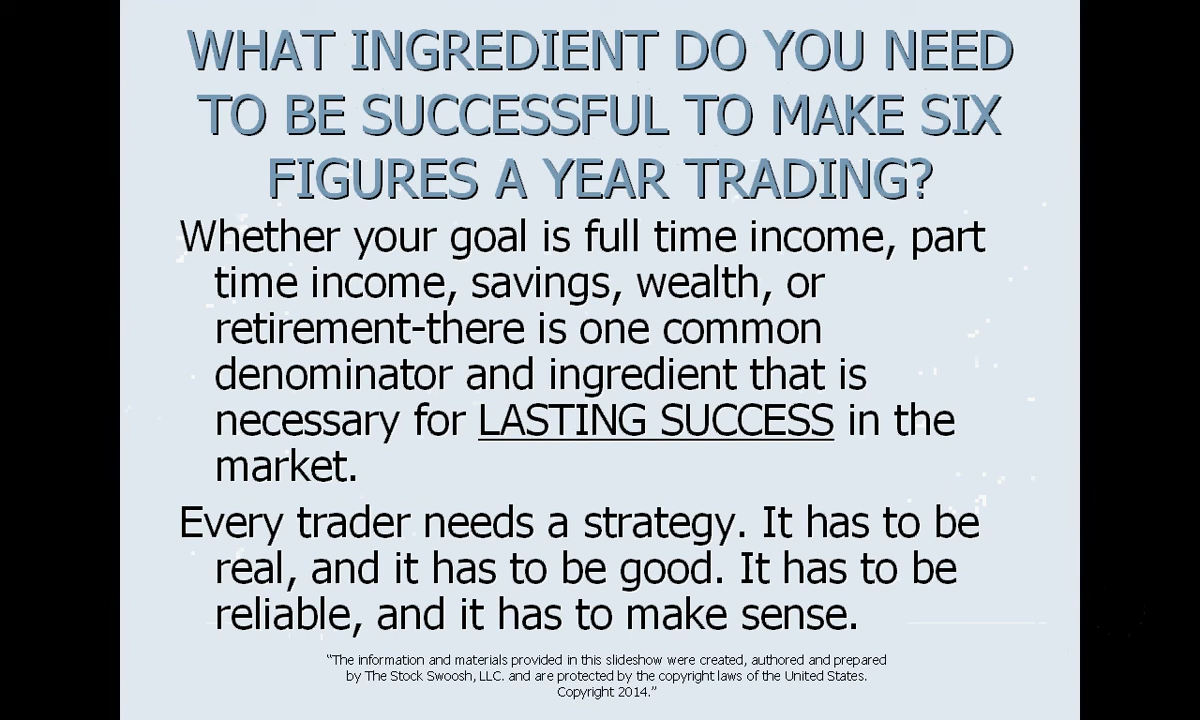 WHAT INGREDIENT DO YOU NEED
TO BE SUCCESSFUL TO MAKE SIX
FIGURES A YEAR TRADING?
Whether your goal is full time income, part
time income, savings, wealth, or
retirement-there is one common
denominator and ingredient that is
necessary for LASTING SUCCESS in the
market.
Every trader needs a strategy. It has to be
real, and it has to be good. It has to be
reliable, and it has to make sense.
“The information and materials provided in this slideshow were created, authored and prepared
by The Stock Swoosh, LLC. and are protected by the copyright laws of the United States.
Copyright 2014.”